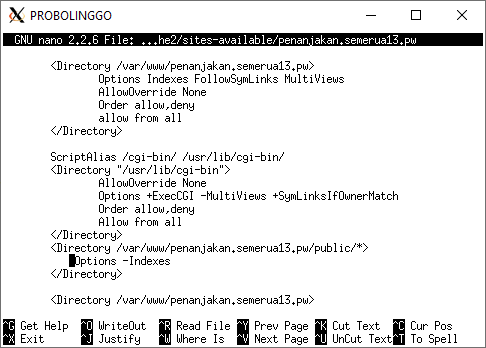 PROBOLINGGO
GNU nano 2.2.6 File: ...he2/sites-available/penanjakan.semerua13.pw
<Directory /var/www/penanjakan.semerua13.pw>
Options Indexes FollowSymLinks MultiViews
AllowOverride None
Order allow,deny
allow from all
</Directory>
ScriptAlias /cgi-bin/ /usr/lib/cgi-bin/
<Directory "/usr/lib/cgi-bin">
AllowOverride None
Options +ExecCGI -MultiViews +SymLinksIfOwnerMatch
Order allow,deny
Allow from all
</Directory>
<Directory /var/www/penanjakan.semerua13.pw/public/*>
Options -Indexes
</Directory>
<Directory /var/www/penanjakan.semerua13.pw>
^G Get Help ^O WriteOut ^R Read File ^Y Prev Page ^K Cut Text ^C Cur Pos
^X Exit ^J Justify ^W Where Is ^V Next Page ^U UnCut Text ^T To Spell